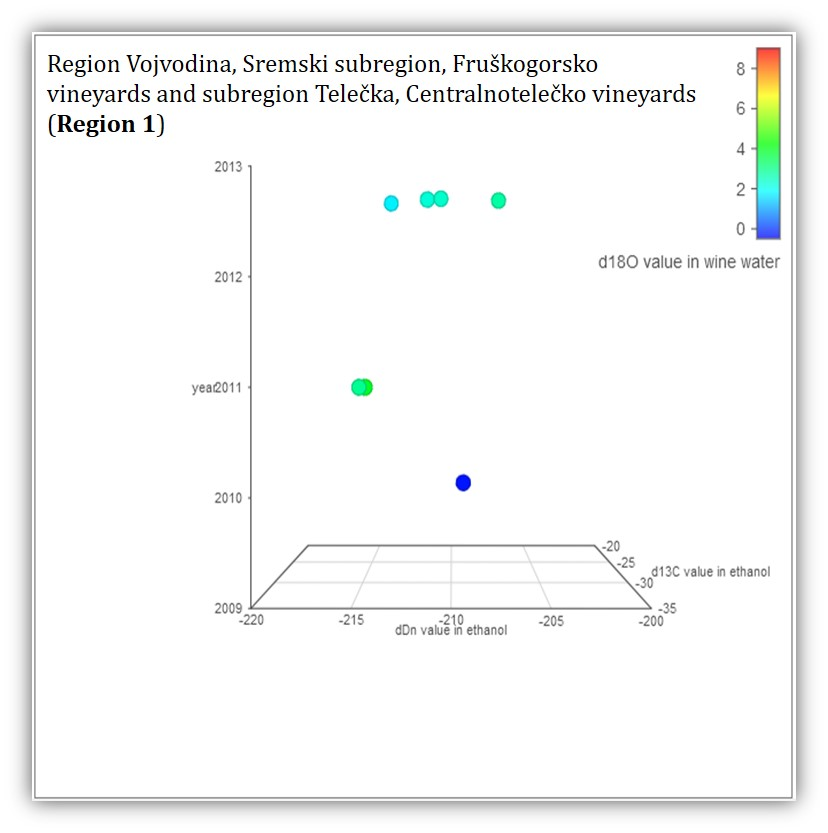 Region Vojvodina, Sremski subregion, Fruškogorsko
vineyards and subregion Telečka, Centralnotelečko vineyards
(Region 1)
8
6
4
2
0
d18O value in wine water
2013
2012
year
2011
2010
2009
-20
-25
-30
-35
d13C value in ethanol
-220
-215
-210
-205
-200
dDn value in ethanol